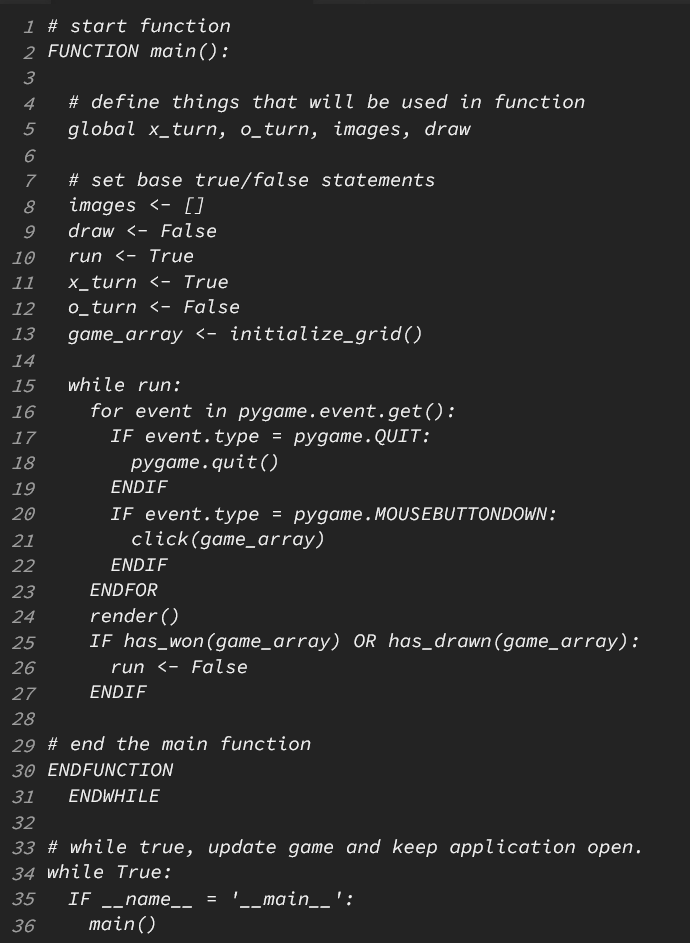 1 # start function
2 FUNCTION main():
3
4 # define things that will be used in function
5 global x_turn, o_turn, images, draw
6
7 # set base true/false statements
8 images <- []
9 draw <- False
10 run <- True
11 x_turn <- True
12 o_turn <- False
13 game_array <- initialize_grid()
14
15 while run:
16 for event in pygame.event.get():
17 IF event.type = pygame.QUIT:
18 pygame.quit()
19 ENDIF
20 IF event.type = pygame.MOUSEBUTTONDOWN:
21 click(game_array)
22 ENDIF
23 ENDFOR
24 render()
25 IF has_won(game_array) OR has_drawn(game_array):
26 run <- False
27 ENDIF
28
29 # end the main function
30 ENDFUNCTION
31 ENDWHILE
32
33 # while true, update game and keep application open.
34 while True:
35 IF __name__ = '__main__':
36 main()